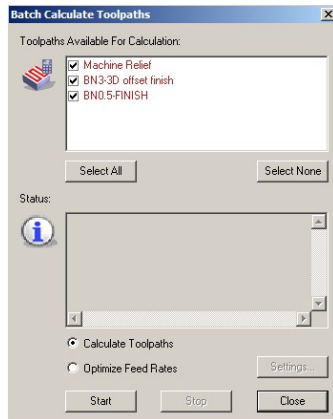 Batch Calculate Toolpaths
Toolpaths Available For Calculation:
Machine Relief
BN3-3D offset finish
BN0.5-FINISH
Select All Select None
Status:
Calculate Toolpaths
Optimize Feed Rates Settings...
Start Stop Close